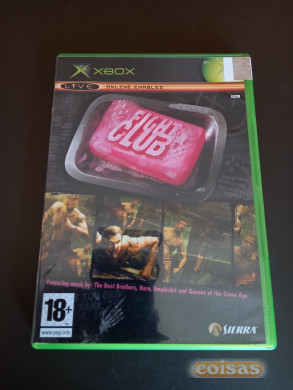 XBOX
LIVE ONLINE ENABLED
FIGHT
CLUB
Featuring music by: The Dust Brothers, Korn, Limpbizkit and Queens of the Stone Age
18+
www.pegi.info
SIERRA
coisas